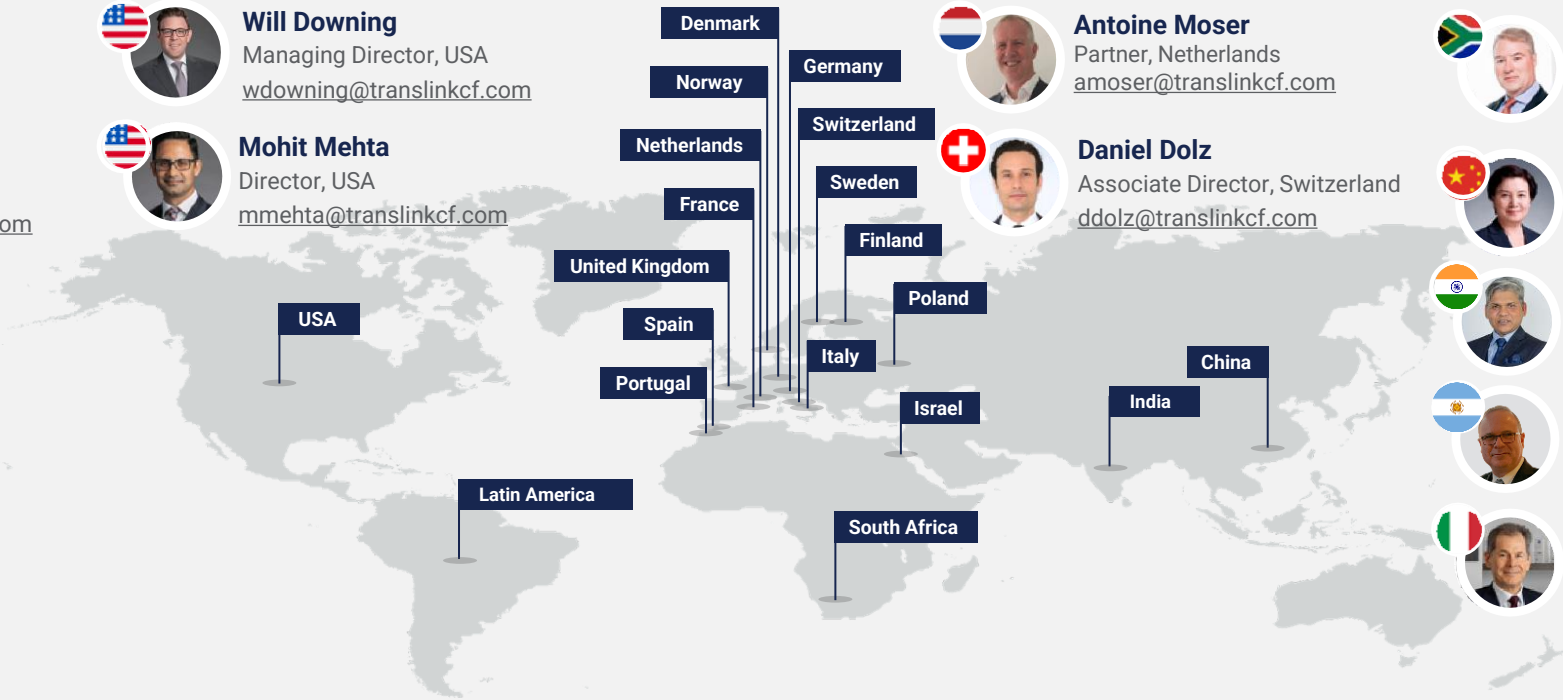 Will Downing
Managing Director, USA
wdowning@translinkcf.com
Mohit Mehta
Director, USA
mmehta@translinkcf.com
om
Denmark
Norway
Netherlands
France
United Kingdom
Spain
Portugal
Germany
Switzerland
Sweden
Finland
Poland
Italy
Israel
USA
Latin America
South Africa
India
China
Antoine Moser
Partner, Netherlands
amoser@translinkcf.com
Daniel Dolz
Associate Director, Switzerland
ddolz@translinkcf.com